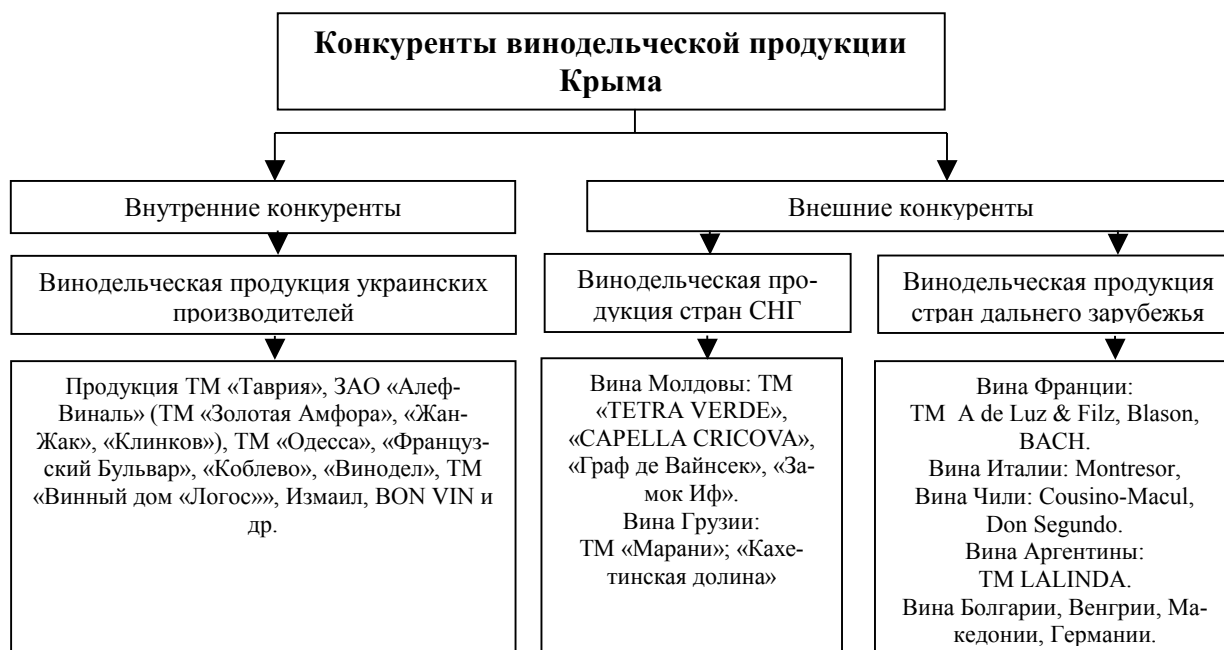 Конкуренты винодельческой продукции
Крыма
Внутренние конкуренты
Внешние конкуренты
Винодельческая продукция украинских
производителей
Винодельческая про-
дукция стран СНГ
Винодельческая продукция
стран дальнего зарубежья
Продукция ТМ «Таврия», ЗАО «Алеф-
Виналь» (ТМ «Золотая Амфора», «Жан-
Жак», «Клинков»), ТМ «Одесса», «Француз-
ский Бульвар», «Коблево», «Винодел», ТМ
«Винный дом «Логос»», Измаил, BON VIN и
др.
Вина Молдовы: ТМ
«TETRA VERDE»,
«CAPELLA CRICOVA»,
«Граф де Вайнсек», «За-
мок Иф».
Вина Грузии:
ТМ «Марани»; «Кахе-
тинская долина»
Вина Франции:
ТМ A de Luz & Filz, Blason,
BACH.
Вина Италии: Montresor,
Вина Чили: Cousino-Macul,
Don Segundo.
Вина Аргентины:
ТМ LALINDA.
Вина Болгарии, Венгрии, Ма-
кедонии, Германии.